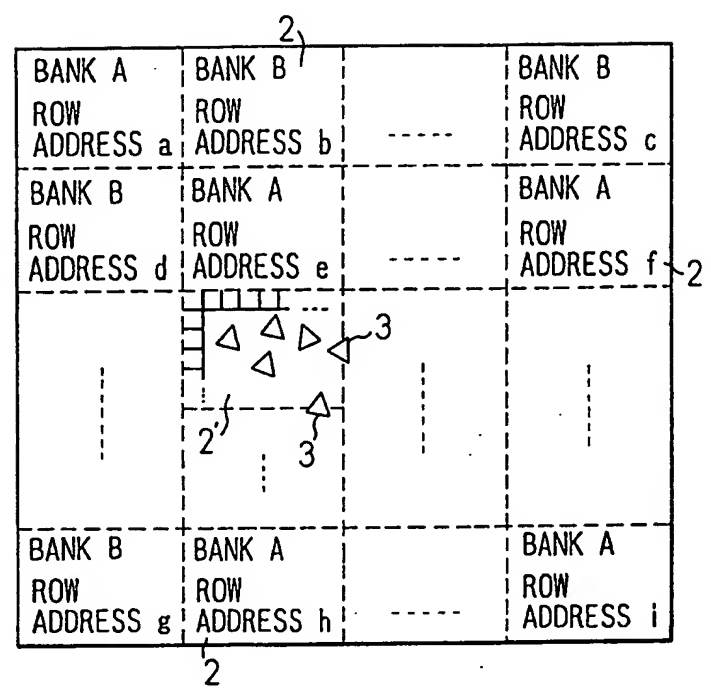 2
BANK A
ROW
ADDRESS a
BANK B
ROW
ADDRESS b
BANK B
ROW
ADDRESS c
BANK B
ROW
ADDRESS d
BANK A
ROW
ADDRESS e
BANK A
ROW
ADDRESS f
2
3
2'
3
BANK B
ROW
ADDRESS g
BANK A
ROW
ADDRESS h
BANK A
ROW
ADDRESS i
2